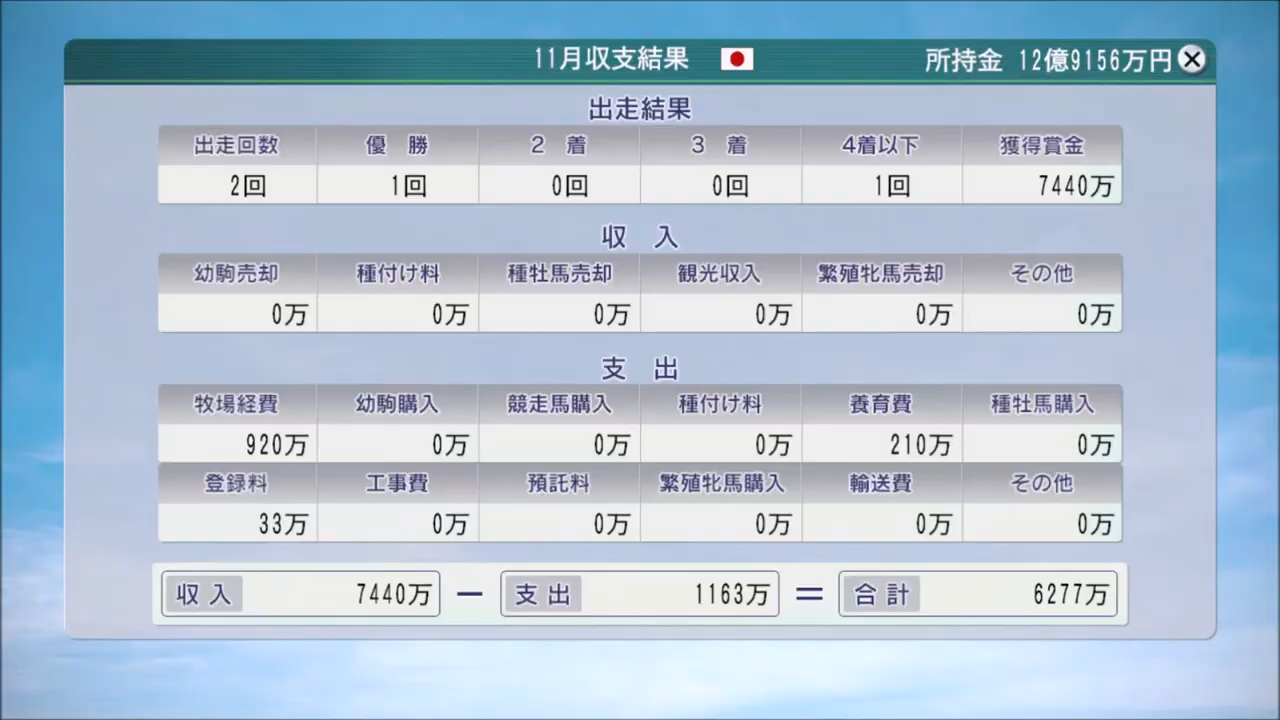 11月収支結果 所持金 12億9156万円
出走結果
出走回数 優 勝 2 着 3 着 4着以下 獲得賞金
2回 1回 0回 0回 1回 7440万
収 入
幼駒売却 種付け料 種牡馬売却 観光収入 繁殖牝馬売却 その他
0万 0万 0万 0万 0万 0万
支 出
牧場経費 幼駒購入 競走馬購入 種付け料 養育費 種牡馬購入
920万 0万 0万 0万 210万 0万
登録料 工事費 預託料 繁殖牝馬購入 輸送費 その他
33万 0万 0万 0万 0万 0万
収 入 7440万 － 支 出 1163万 ＝ 合 計 6277万